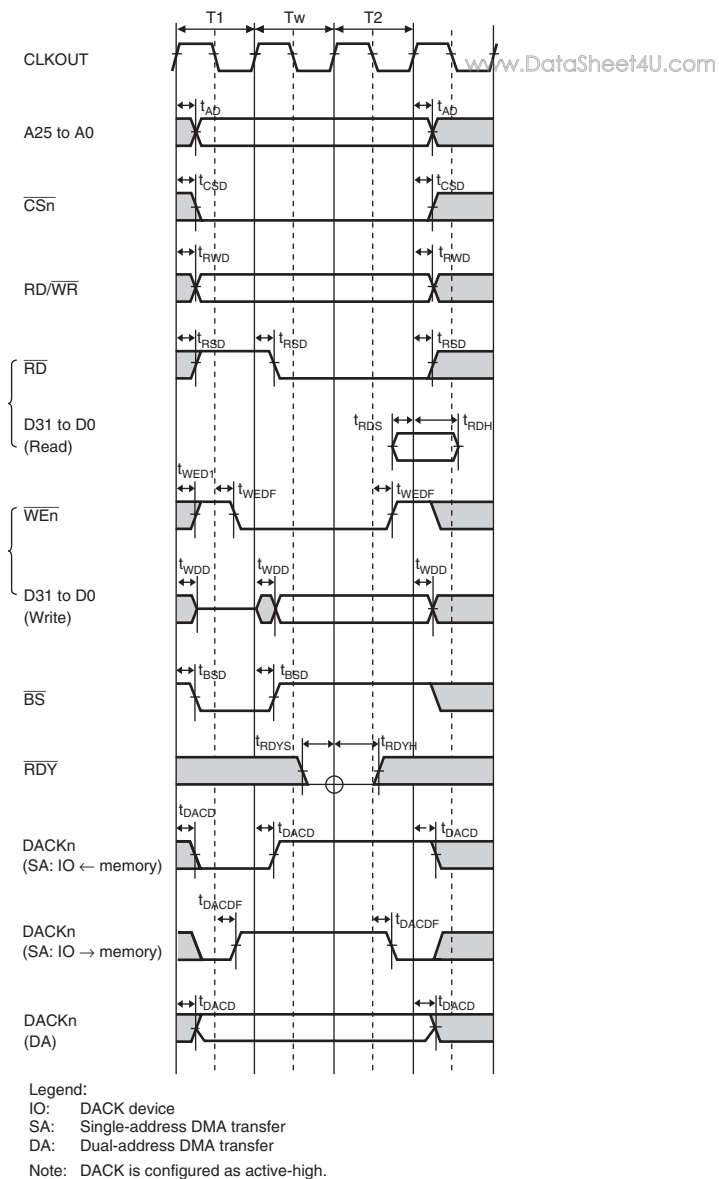 T1 Tw T2
CLKOUT
www.DataSheet4U.com
tAD tAD
A25 to A0
tCSD tCSD
CSn
tRWD tRWD
RD/WR
tRSD tRSD tRSD
RD
D31 to D0
(Read)
tRDS tRDH
tWED1 tWEDF tWEDF
WEn
tWDD tWDD tWDD
D31 to D0
(Write)
tBSD tBSD
BS
tRDYS tRDYH
RDY
tDACD tDACD tDACD
DACKn
(SA: IO ← memory)
tDACDF tDACDF
DACKn
(SA: IO → memory)
tDACD tDACD
DACKn
(DA)
Legend:
IO: DACK device
SA: Single-address DMA transfer
DA: Dual-address DMA transfer
Note: DACK is configured as active-high.